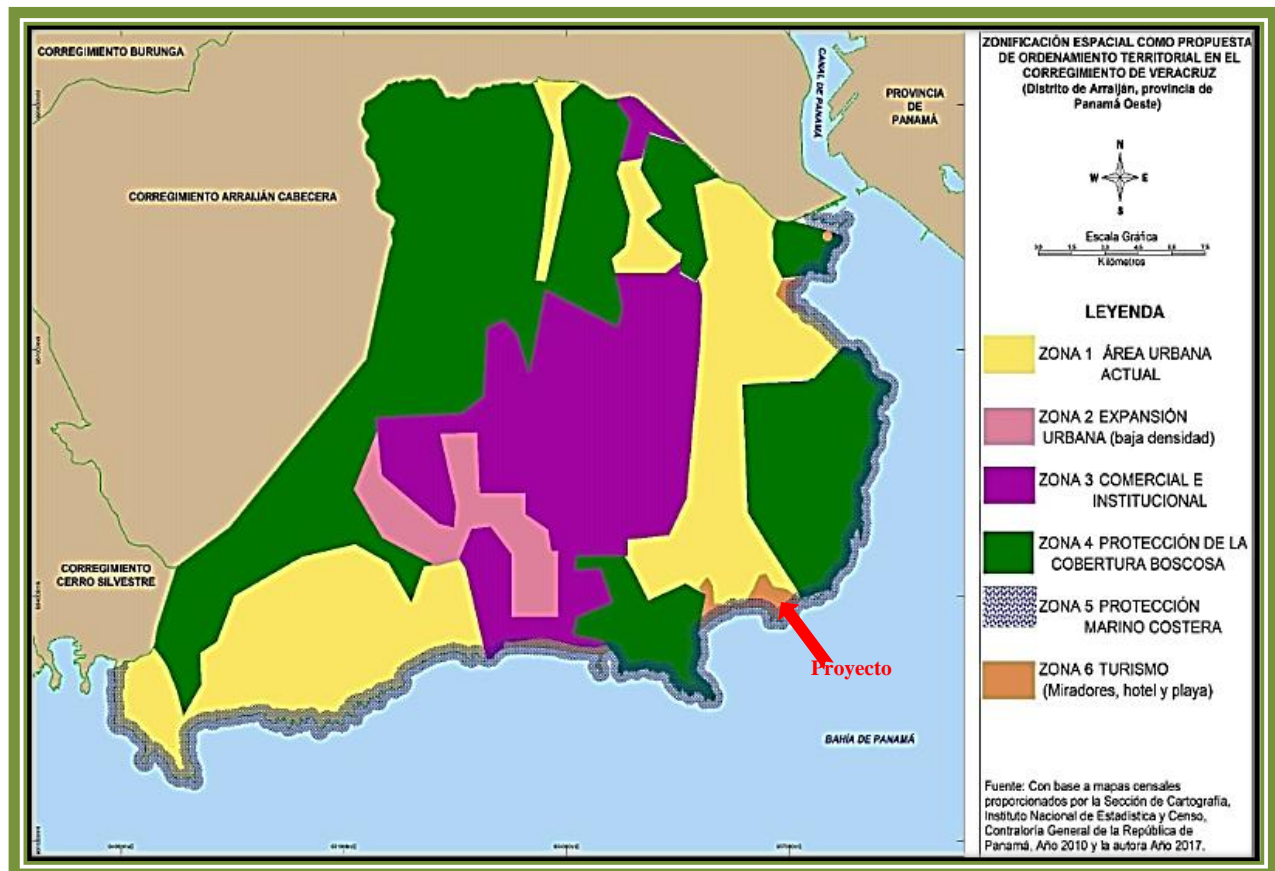 CORREGIMIENTO BURUNGA
CANAL DE PANAMÁ
PROVINCIA
DE
PANAMÁ
CORREGIMIENTO ARRAIJÁN CABECERA
CORREGIMIENTO
CERRO SILVESTRE
Proyecto
BAHÍA DE PANAMÁ
ZONIFICACIÓN ESPACIAL COMO PROPUESTA
DE ORDENAMIENTO TERRITORIAL EN EL
CORREGIMIENTO DE VERACRUZ
(Distrito de Arraiján, provincia de
Panamá Oeste)
N
W E
S
Escala Gráfica
Kilómetros
LEYENDA
ZONA 1 ÁREA URBANA
ACTUAL
ZONA 2 EXPANSIÓN
URBANA (baja densidad)
ZONA 3 COMERCIAL E
INSTITUCIONAL
ZONA 4 PROTECCIÓN DE LA
COBERTURA BOSCOSA
ZONA 5 PROTECCIÓN
MARINO COSTERA
ZONA 6 TURISMO
(Miradores, hotel y playa)
Fuente: Con base a mapas censales
proporcionados por la Sección de Cartografía,
Instituto Nacional de Estadística y Censo,
Contraloría General de la República de
Panamá, Año 2010 y la autora Año 2017.